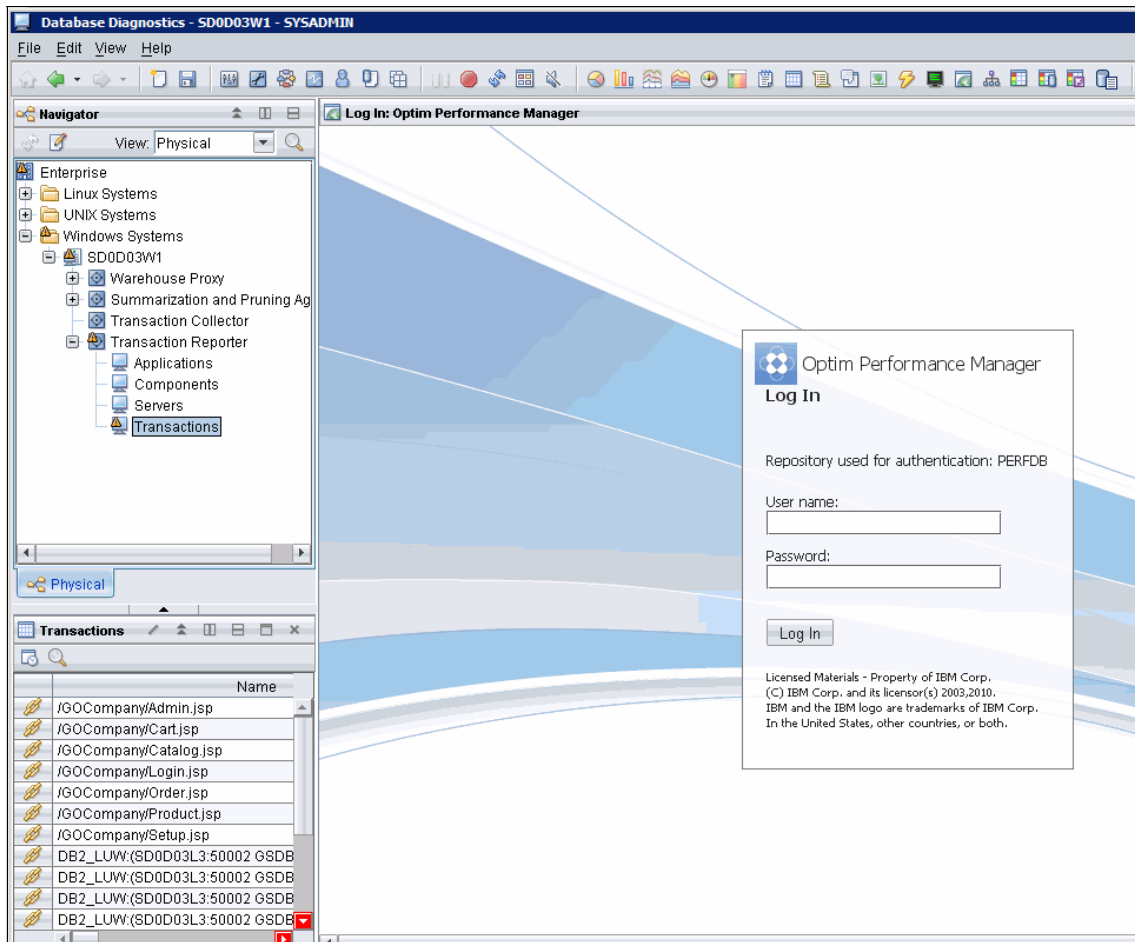 Database Diagnostics - SD0D03W1 - SYSADMIN
File Edit View Help
Navigator
View: Physical
Enterprise
Linux Systems
UNIX Systems
Windows Systems
SD0D03W1
Warehouse Proxy
Summarization and Pruning Ag
Transaction Collector
Transaction Reporter
Applications
Components
Servers
Transactions
Physical
Transactions
Name
/GOCompany/Admin.jsp
/GOCompany/Cart.jsp
/GOCompany/Catalog.jsp
/GOCompany/Login.jsp
/GOCompany/Order.jsp
/GOCompany/Product.jsp
/GOCompany/Setup.jsp
DB2_LUW:(SD0D03L3:50002 GSDB
DB2_LUW:(SD0D03L3:50002 GSDB
DB2_LUW:(SD0D03L3:50002 GSDB
DB2_LUW:(SD0D03L3:50002 GSDB
Log In: Optim Performance Manager
Optim Performance Manager
Log In
Repository used for authentication: PERFDB
User name:
Password:
Log In
Licensed Materials - Property of IBM Corp.
(C) IBM Corp. and its licensor(s) 2003,2010.
IBM and the IBM logo are trademarks of IBM Corp.
In the United States, other countries, or both.